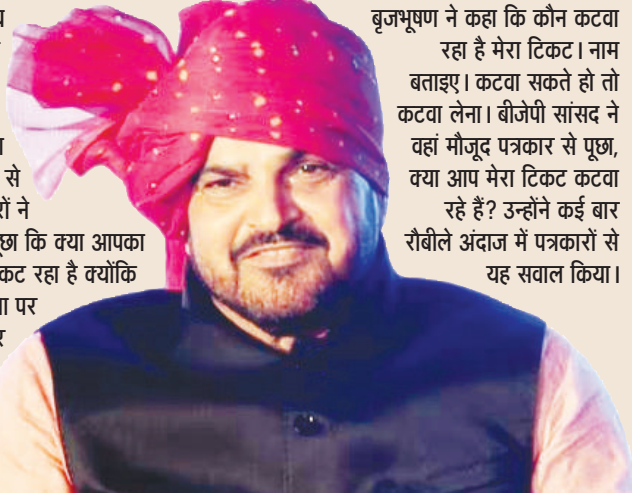 से
ने
कि क्या आपका
रहा है क्योंकि
पर
बृजभूषण ने कहा कि कौन कटवा
रहा है मेरा टिकट। नाम
बताइए। कटवा सकते हो तो
कटवा लेना। बीजेपी सांसद ने
वहां मौजूद पत्रकार से पूछा,
क्या आप मेरा टिकट कटवा
रहे हैं? उन्होंने कई बार
रौबीले अंदाज में पत्रकारों से
यह सवाल किया।